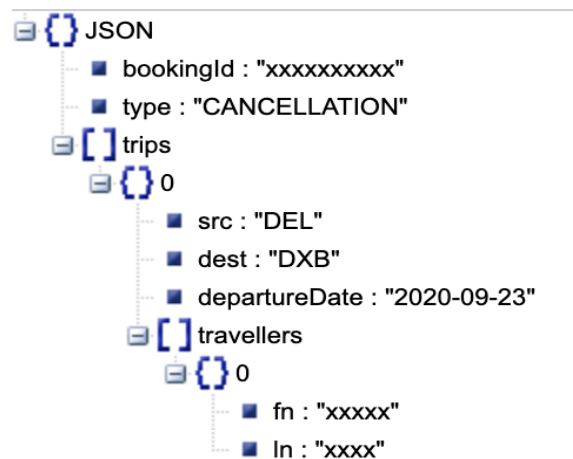 JSON
bookingId : "xxxxxxxxxx"
type : "CANCELLATION"
trips
0
src : "DEL"
dest : "DXB"
departureDate : "2020-09-23"
travellers
0
fn : "xxxxx"
ln : "xxxx"